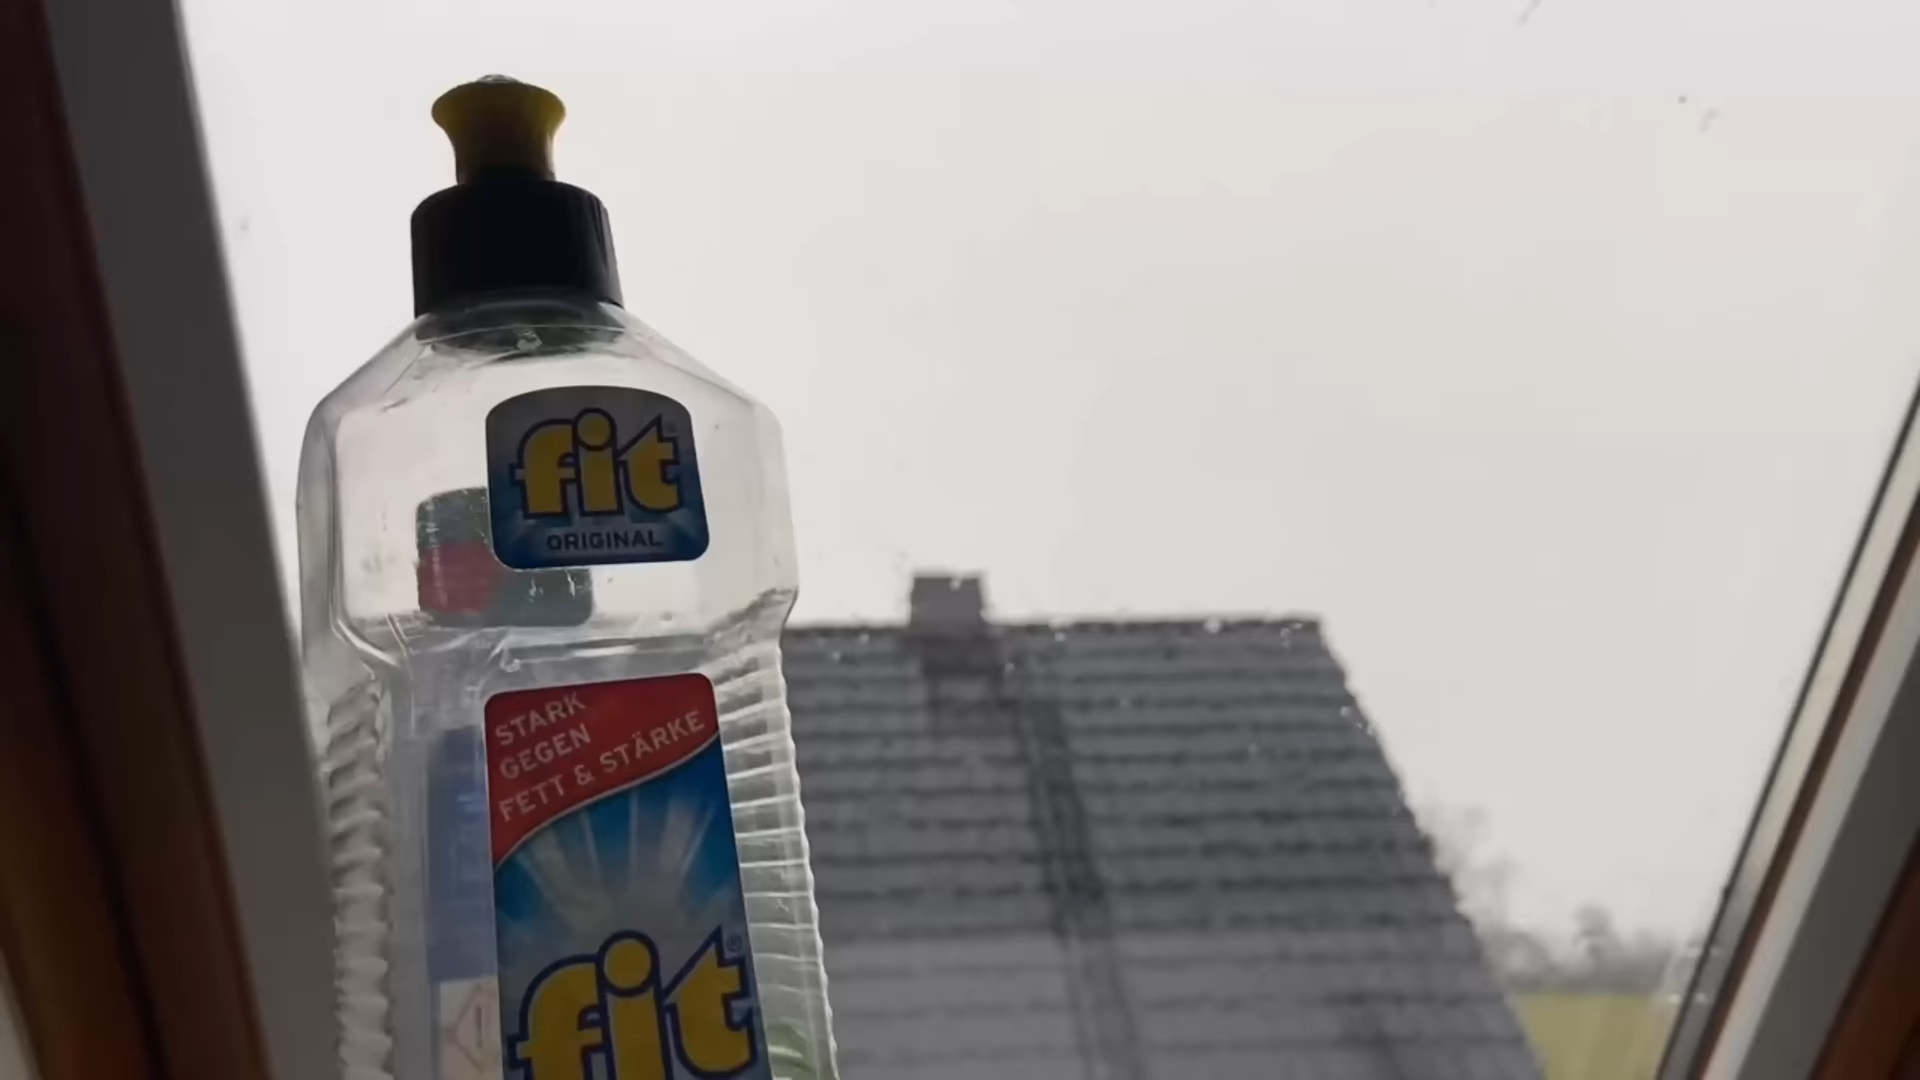 fit
ORIGINAL
STARK
GEGEN
FETT & STÄRKE
fit®